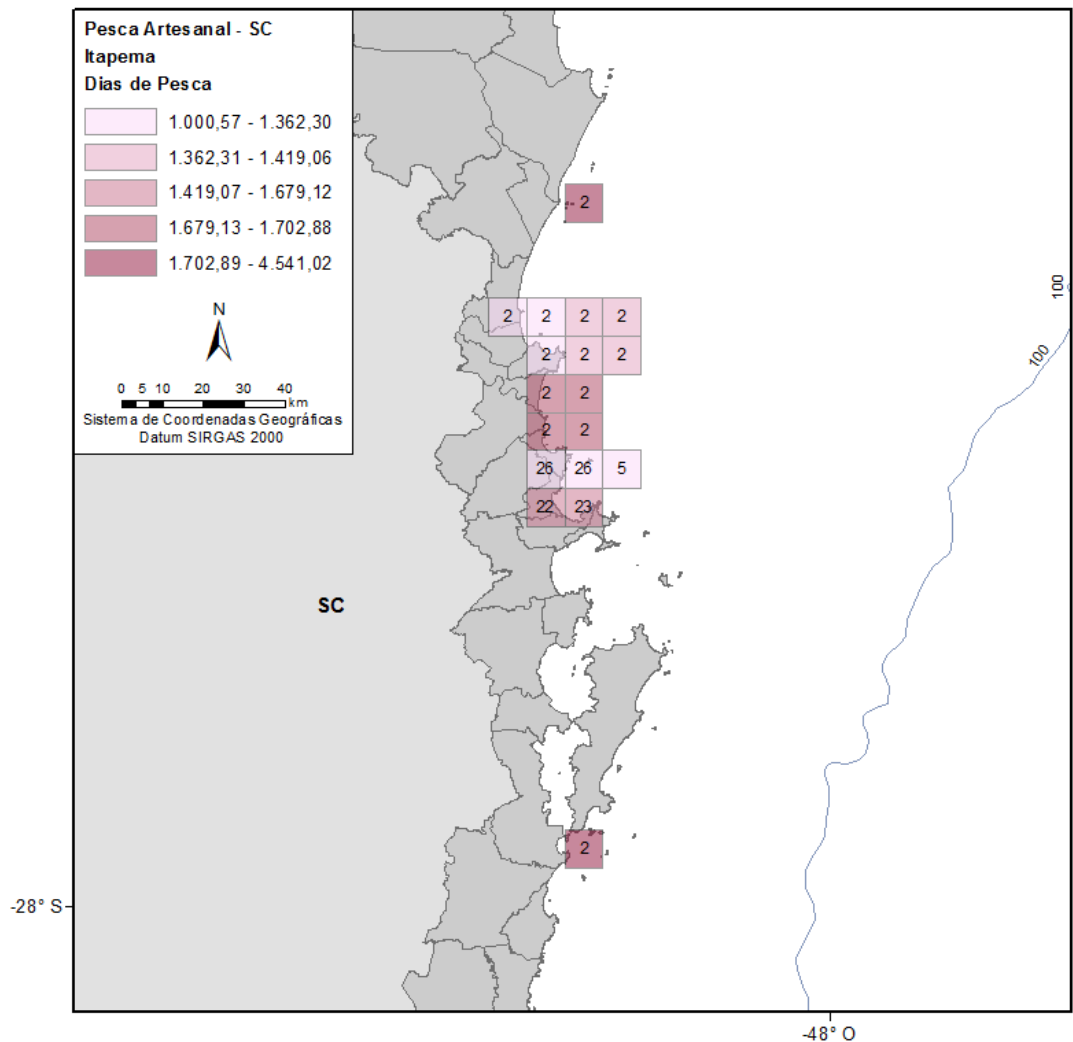 Pesca Artesanal - SC
Itapema
Dias de Pesca
1.000,57 - 1.362,30
1.362,31 - 1.419,06
1.419,07 - 1.679,12
1.679,13 - 1.702,88
1.702,89 - 4.541,02
N
0 5 10 20 30 40
km
Sistema de Coordenadas Geográficas
Datum SIRGAS 2000
2
2 2 2 2
2 2 2
2 2
2 2
26 26 5
22 23
2
SC
100
100
-28° S
-48° O